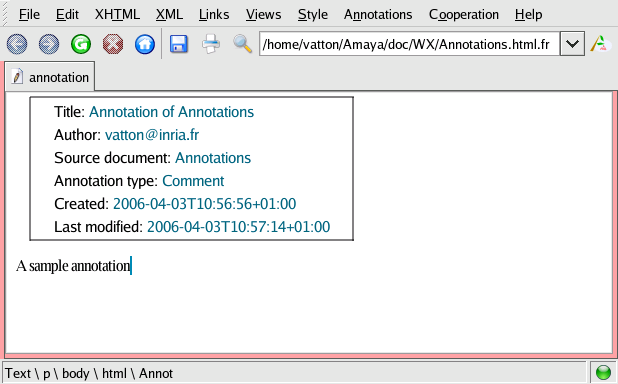 File Edit XHTML XML Links Views Style Annotations Cooperation Help
/home/vatton/Amaya/doc/WX/Annotations.html.fr
annotation
Title: Annotation of Annotations
Author: vatton@inria.fr
Source document: Annotations
Annotation type: Comment
Created: 2006-04-03T10:56:56+01:00
Last modified: 2006-04-03T10:57:14+01:00
A sample annotation
Text \ p \ body \ html \ Annot